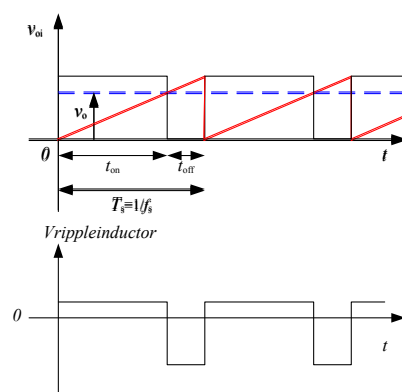 v_oi
v_o
0 t
t_on t_off
T_s=1/f_s
Vrippleinductor
0
t